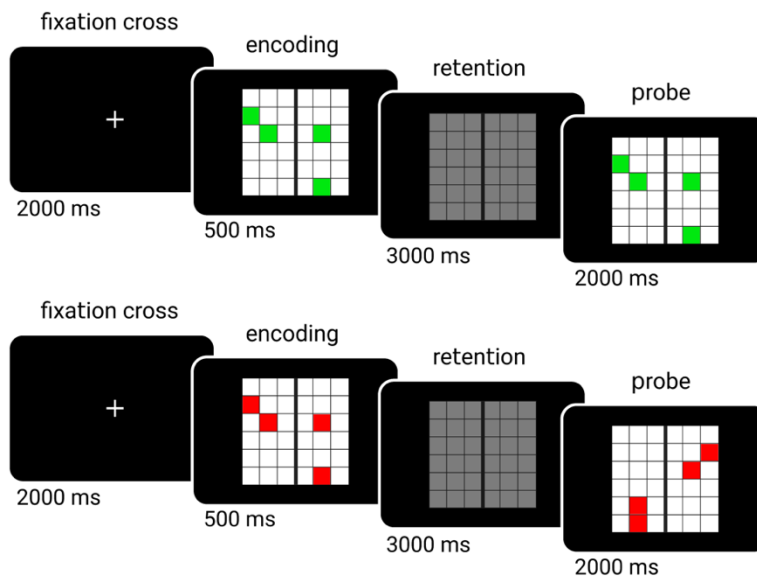 fixation cross
encoding
retention
probe
2000 ms
500 ms
3000 ms
2000 ms
fixation cross
encoding
retention
probe
2000 ms
500 ms
3000 ms
2000 ms